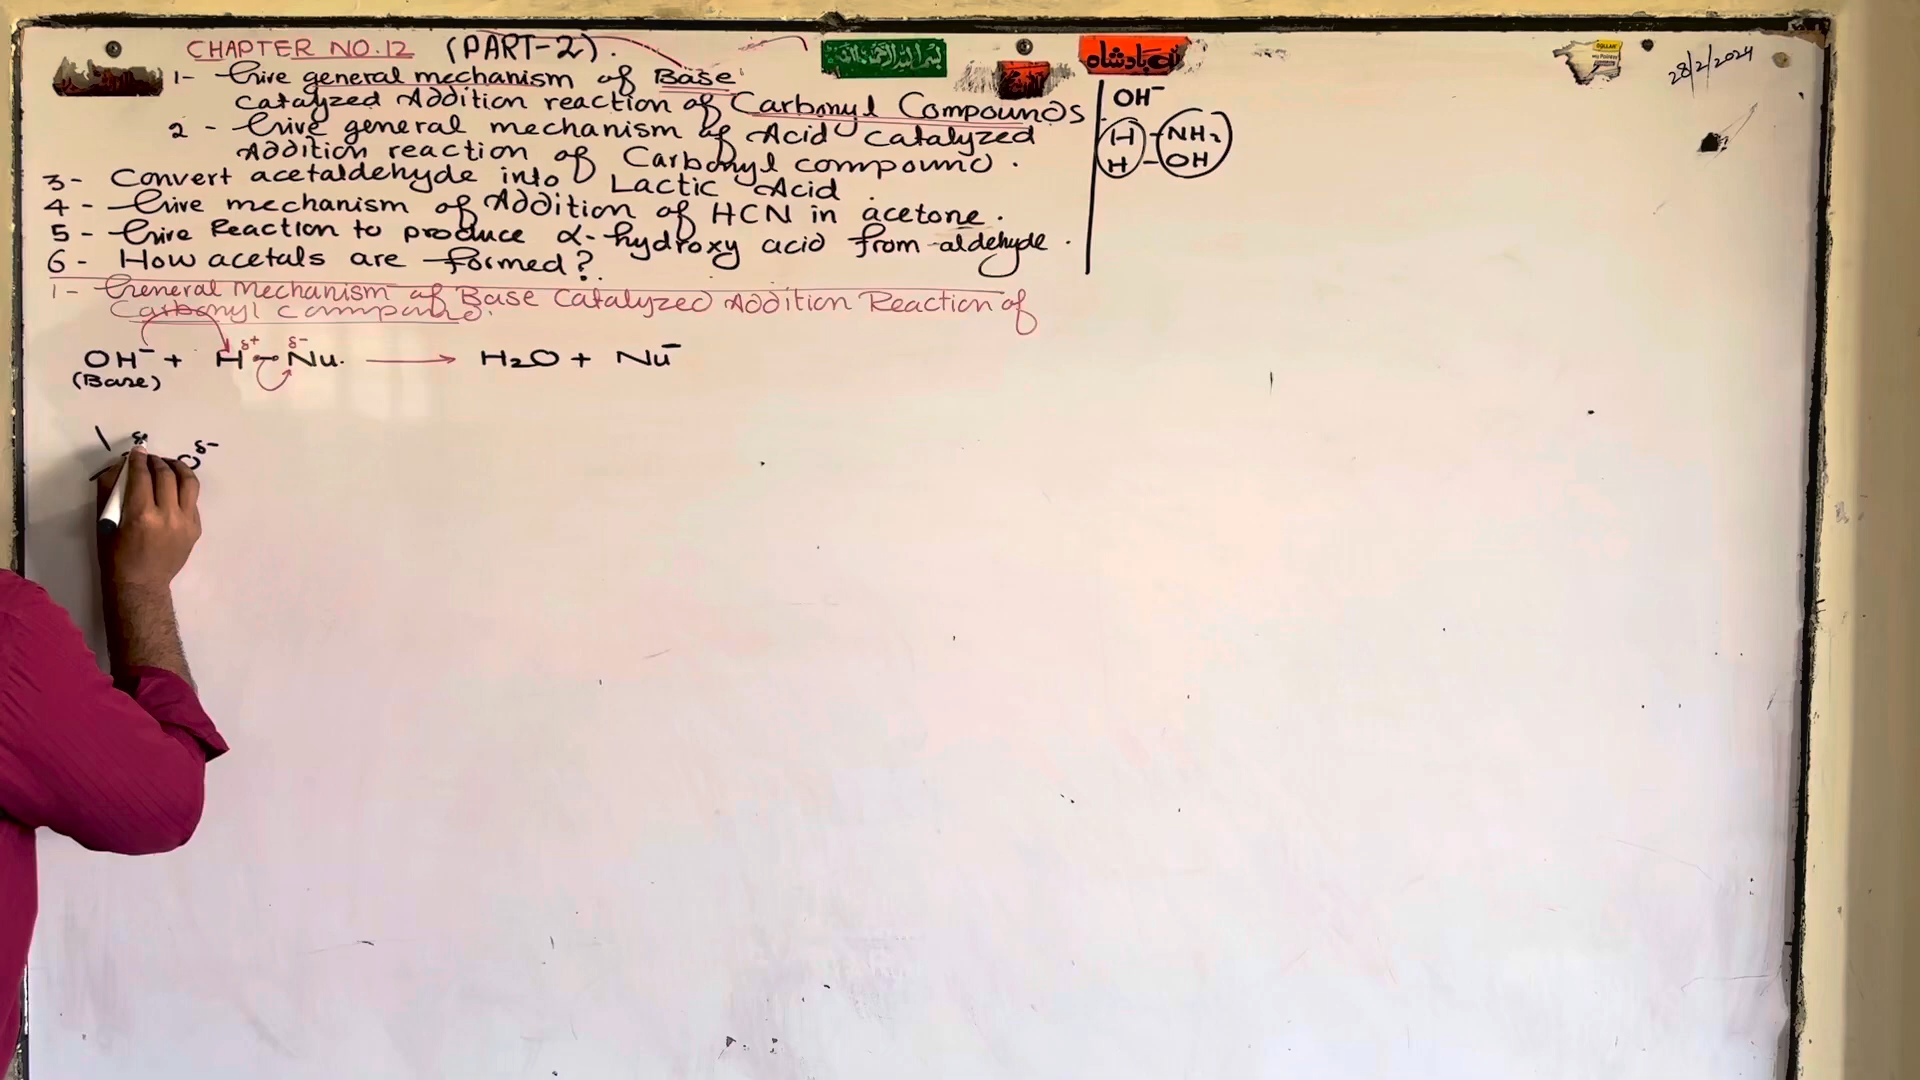 CHAPTER NO.12 (PART-2).
1- Give general mechanism of Base
Catalyzed Addition reaction of Carbonyl Compounds.
2- Give general mechanism of Acid Catalyzed
Addition reaction of Carbonyl compound.
3- Convert acetaldehyde into Lactic Acid.
4- Give mechanism of Addition of HCN in acetone.
5- Give Reaction to produce α-hydroxy acid from aldehyde.
6- How acetals are formed?
1- General Mechanism of Base Catalyzed Addition Reaction of
Carbonyl Compound.
OH⁻ + H δ+ — Nu δ- . → H₂O + Nu⁻
(Base)
O δ-
OH⁻
H - NH₂
H - OH
28/2/2024